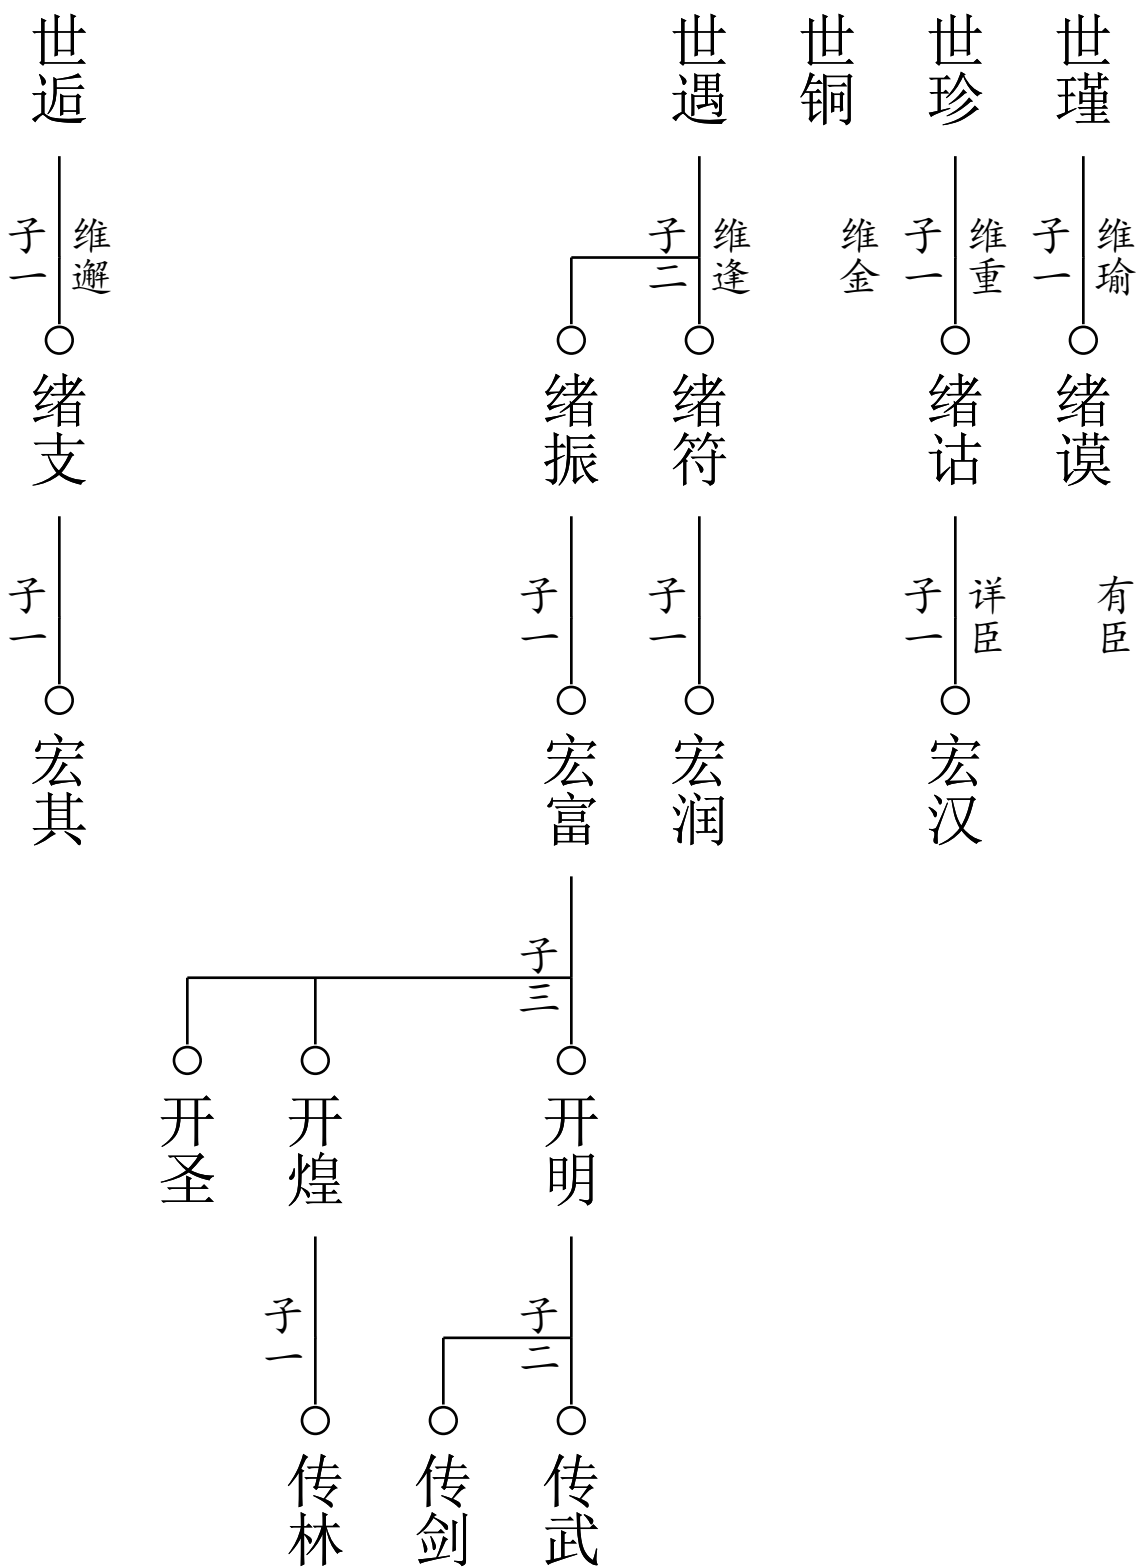 世瑾
世珍
世铜
世遇
世逅
维瑜
子一
维重
子一
维金
维逢
子二
维邂
子一
绪谟
绪诂
绪符
绪振
绪支
有臣
详臣
子一
子一
子一
子一
宏汉
宏润
宏富
宏其
子三
开明
开煌
开圣
子二
子一
传武
传剑
传林